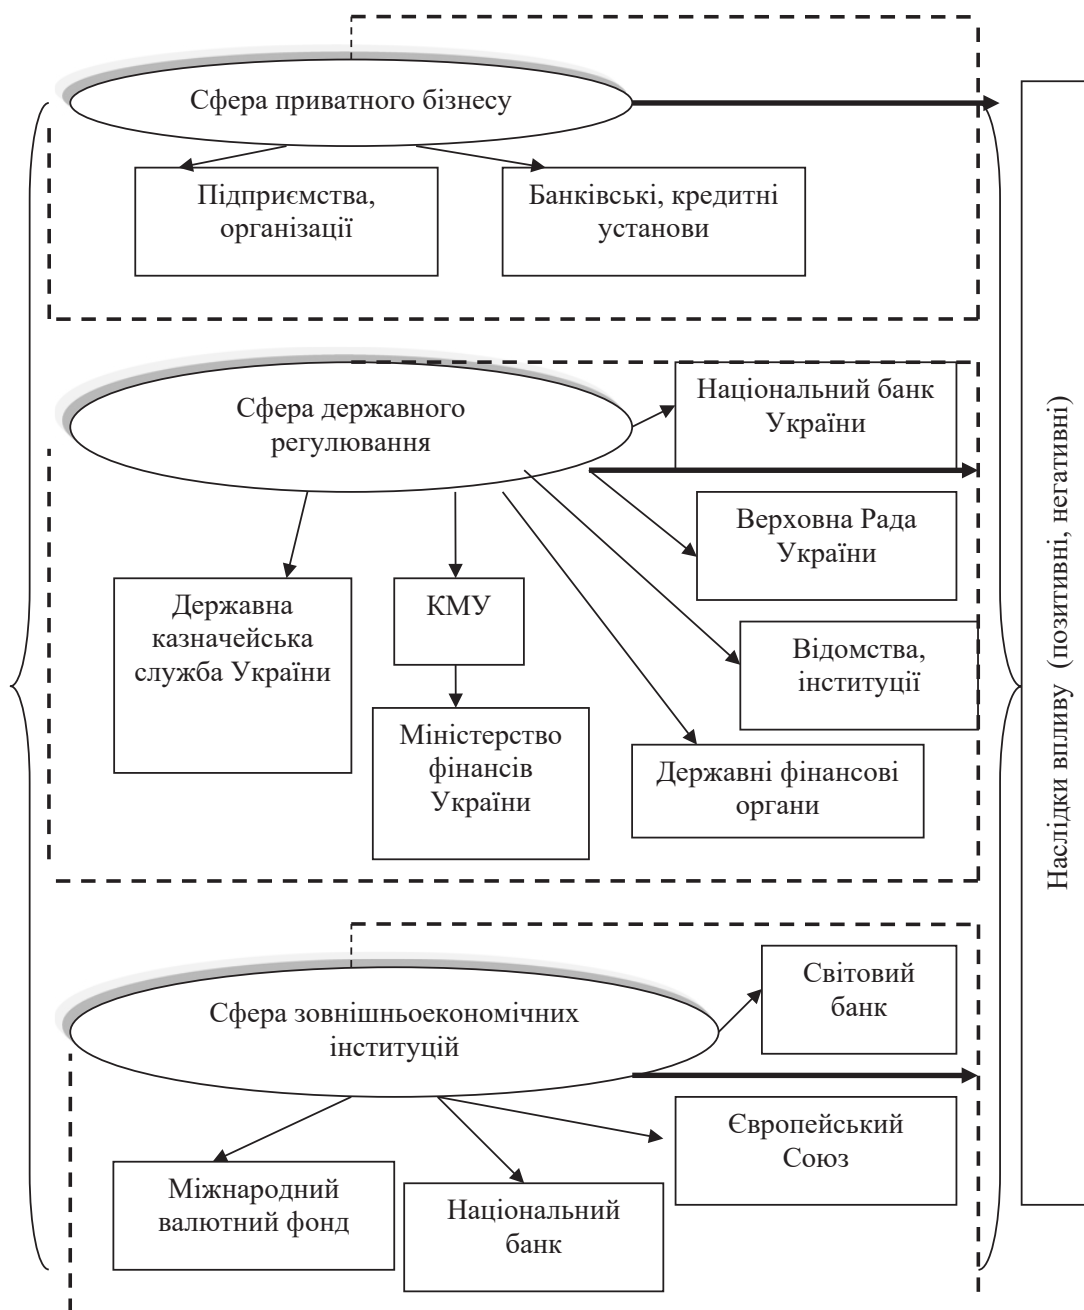 Сфера приватного бізнесу
Підприємства,
організації
Банківські, кредитні
установи
Сфера державного
регулювання
Національний банк
України
Верховна Рада
України
Державна
казначейська
служба України
КМУ
Відомства,
інституції
Міністерство
фінансів
України
Державні фінансові
органи
Сфера зовнішньоекономічних
інституцій
Світовий
банк
Європейський
Союз
Міжнародний
валютний фонд
Національний
банк
Наслідки впливу (позитивні, негативні)